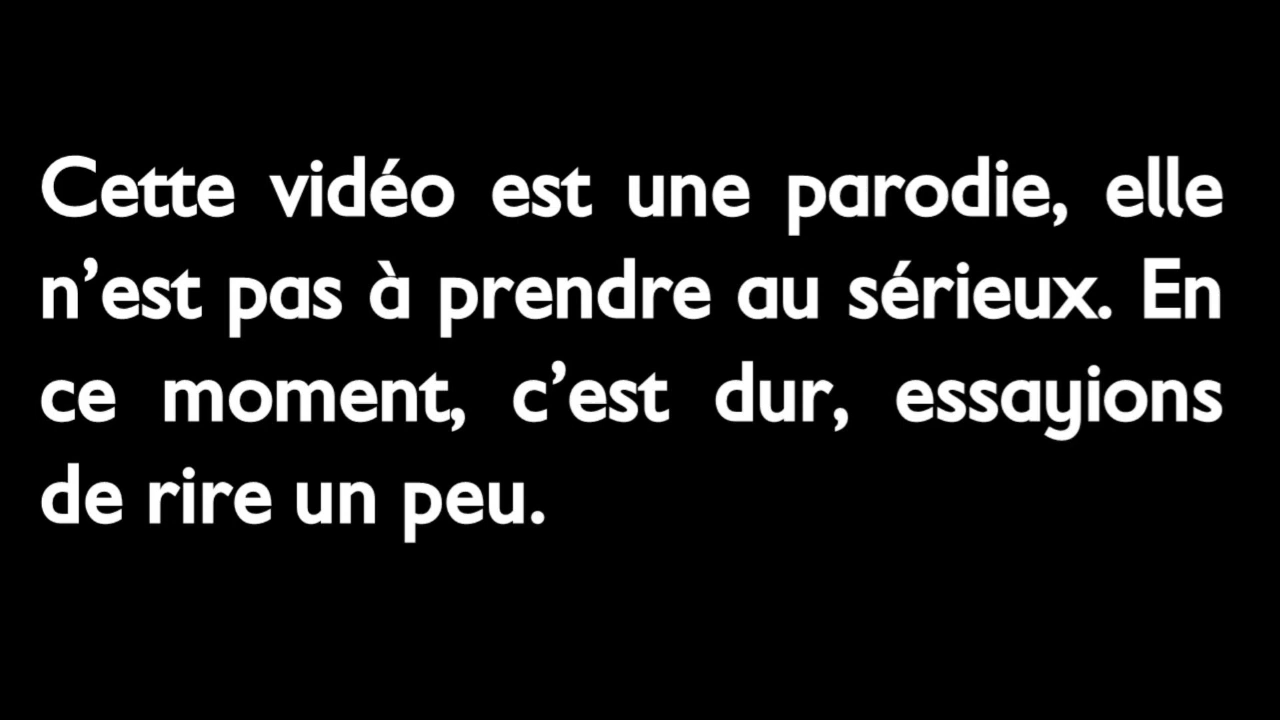 Cette vidéo est une parodie, elle
n’est pas à prendre au sérieux. En
ce moment, c’est dur, essayions
de rire un peu.